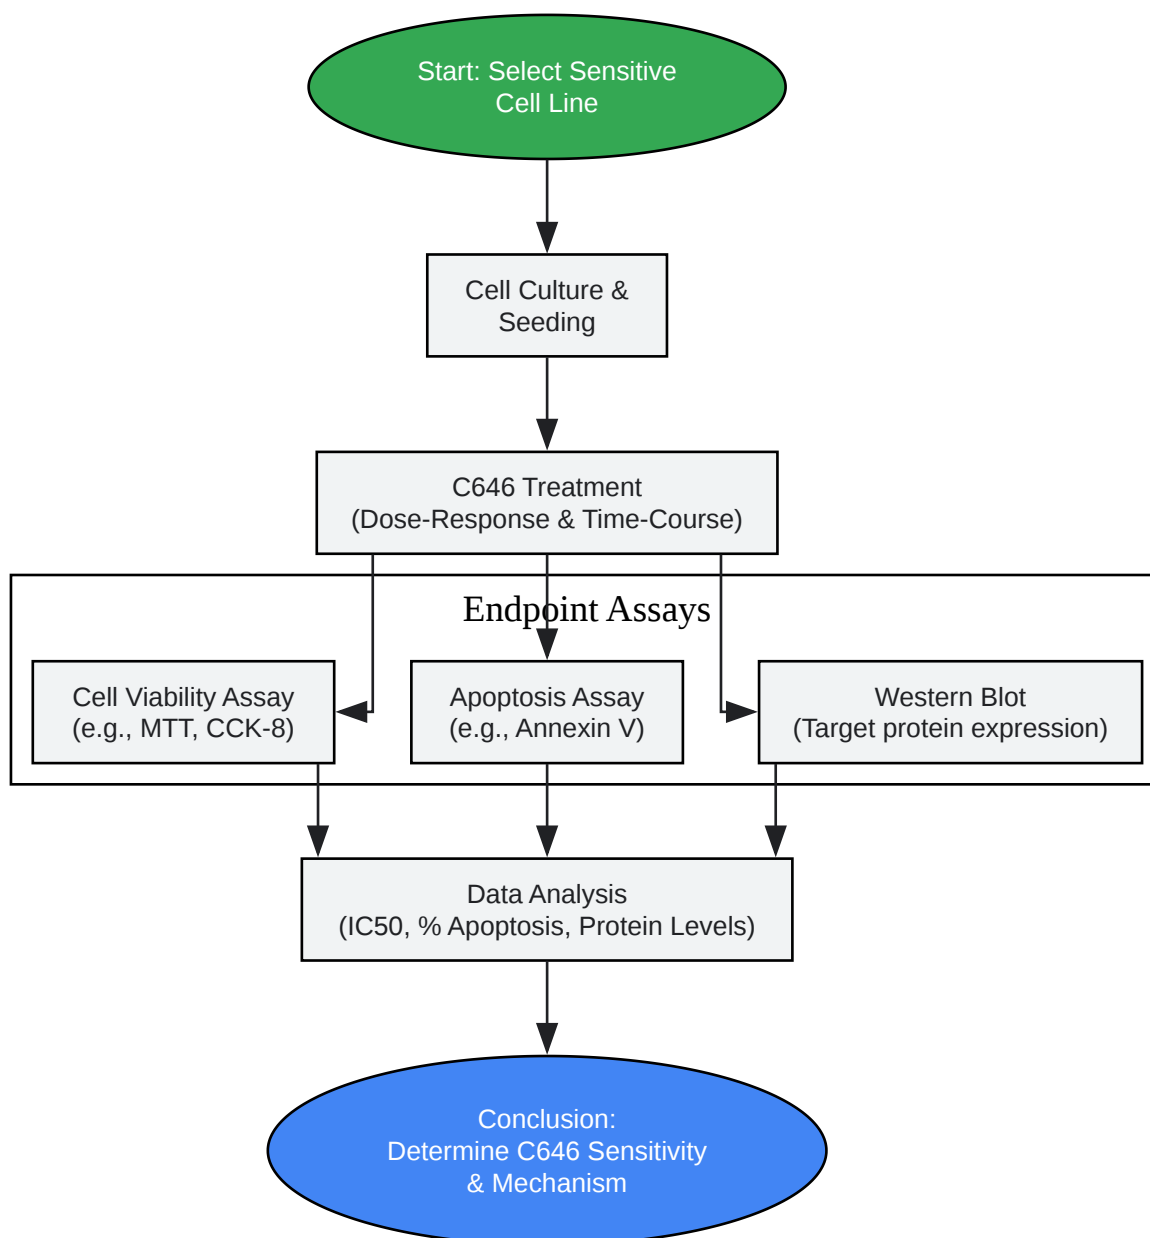 Start: Select Sensitive
Cell Line
Cell Culture &
Seeding
C646 Treatment
(Dose-Response & Time-Course)
Endpoint Assays
Cell Viability Assay
(e.g., MTT, CCK-8)
Apoptosis Assay
(e.g., Annexin V)
Western Blot
(Target protein expression)
Data Analysis
(IC50, % Apoptosis, Protein Levels)
Conclusion:
Determine C646 Sensitivity
& Mechanism